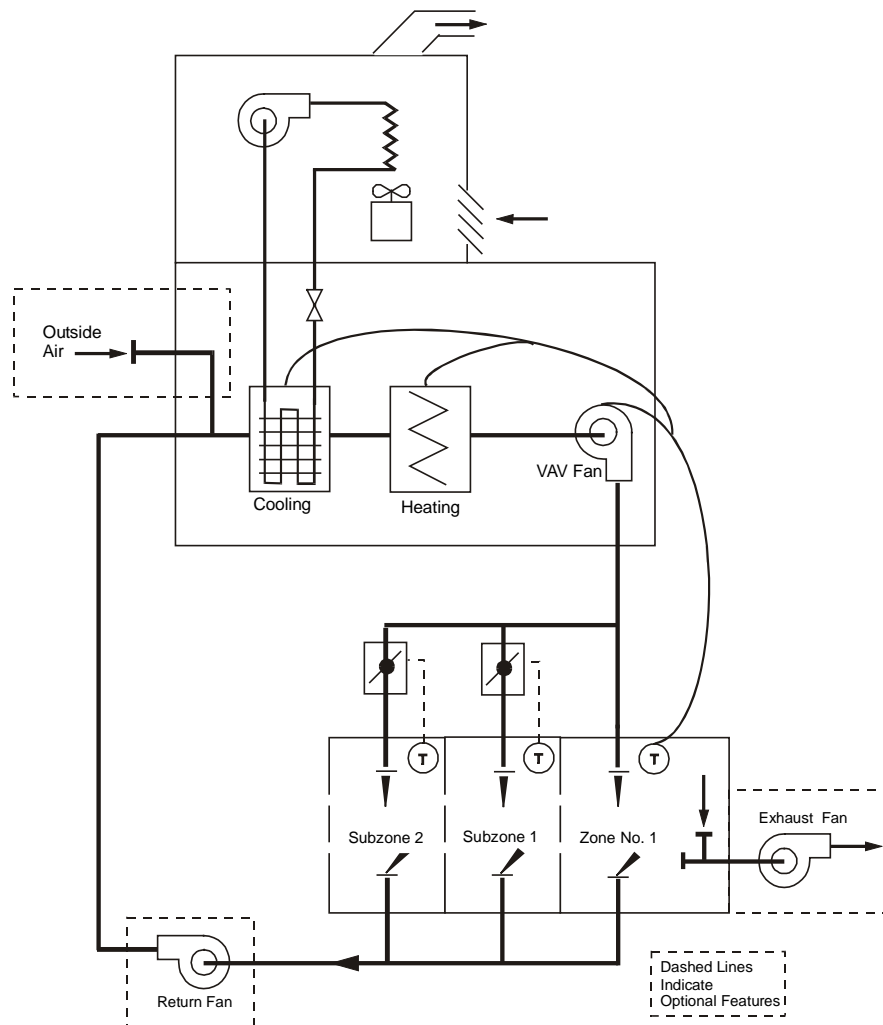 Outside
Air
Cooling
Heating
VAV Fan
T
T
T
Subzone 2
Subzone 1
Zone No. 1
Exhaust Fan
Return Fan
Dashed Lines
Indicate
Optional Features